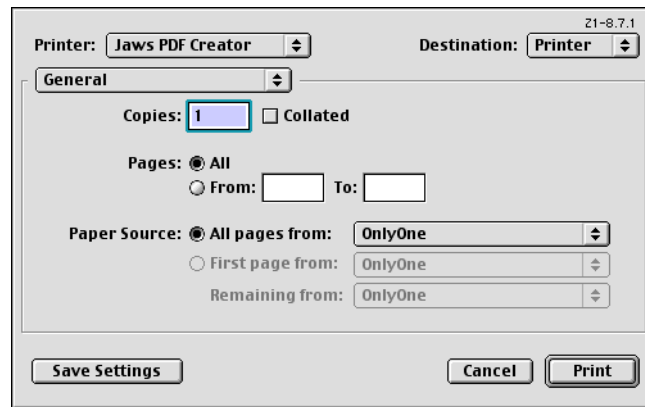 Z1-8.7.1
Printer: Jaws PDF Creator Destination: Printer
General
Copies: 1 Collated
Pages: All
From: To:
Paper Source: All pages from: OnlyOne
First page from: OnlyOne
Remaining from: OnlyOne
Save Settings Cancel Print